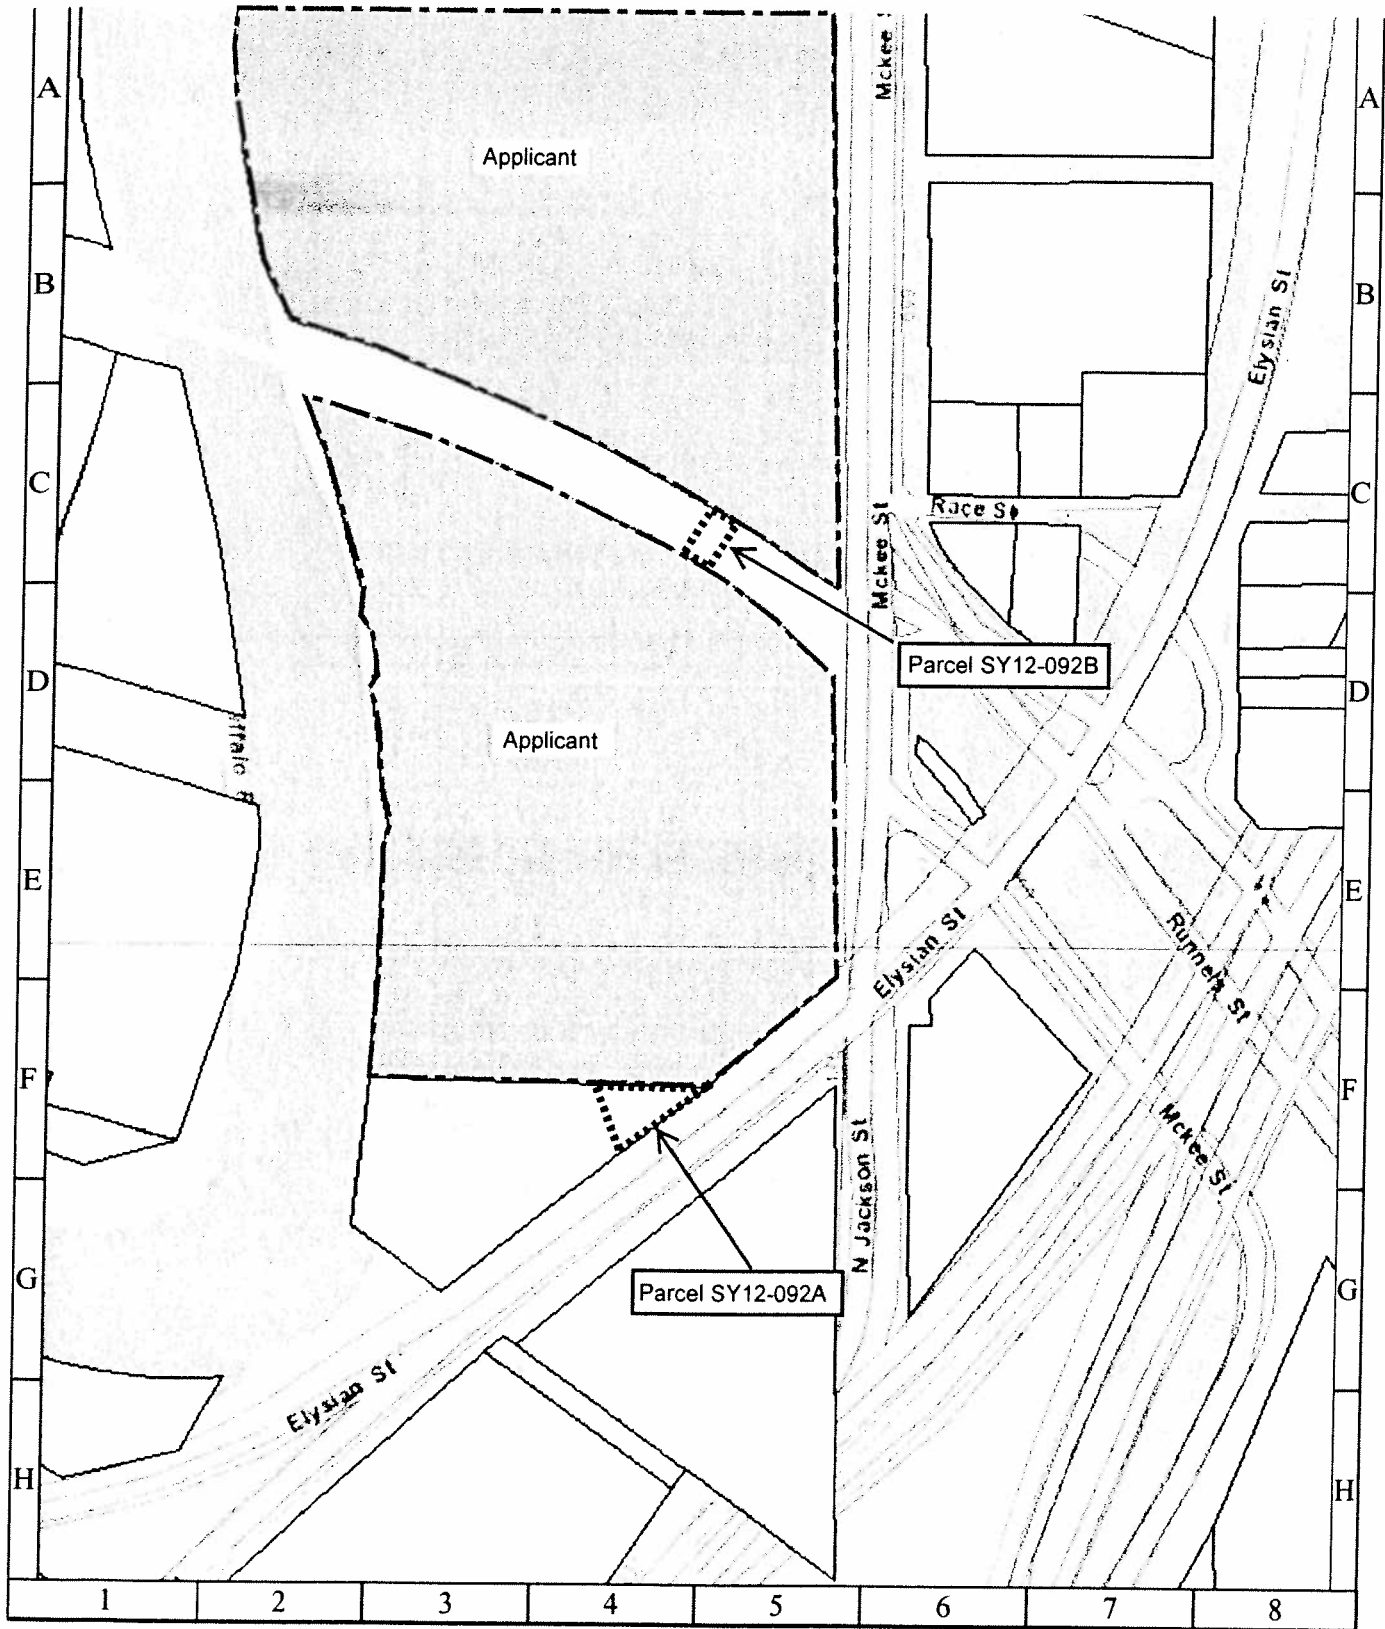 Mckee
A
A
Applicant
B
B
Elysian St
C
C
Race St
Mckee St
Parcel SY12-092B
D
D
Applicant
E
E
Elysian St
Runnels St
F
F
Mckee St
N Jackson St
G
G
Parcel SY12-092A
Elysian St
H
H
1 2 3 4 5 6 7 8